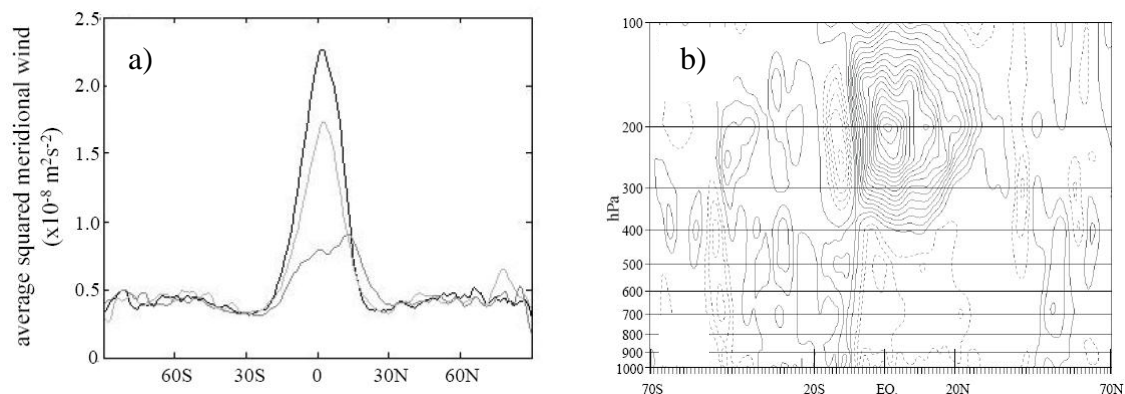 a)
average squared meridional wind
(x10⁻⁸ m²s⁻²)
2.5
2.0
1.5
1.0
0.5
0
60S
30S
0
30N
60N
b)
hPa
100
200
300
400
500
600
700
800
900
1000
70S
20S
EQ.
20N
70N